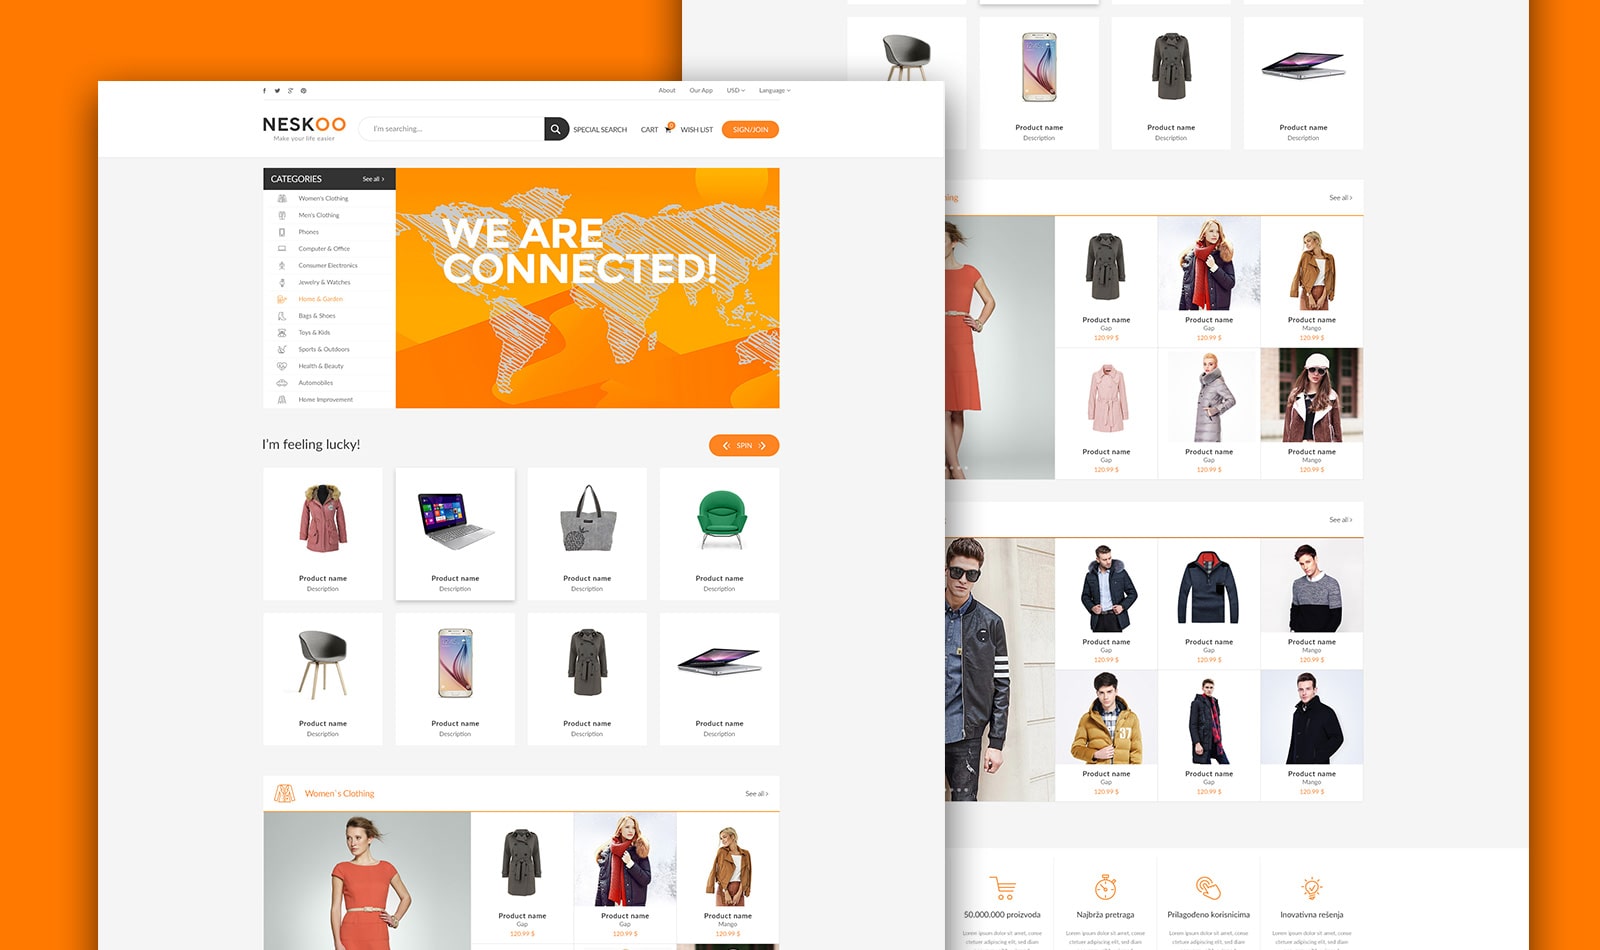 About Our App USD Language
NESKOO
Make your life easier
I'm searching...
SPECIAL SEARCH CART 0 WISH LIST SIGN/JOIN
CATEGORIES See all
Women's Clothing
Men's Clothing
Phones
Computer & Office
Consumer Electronics
Jewelry & Watches
Home & Garden
Bags & Shoes
Toys & Kids
Sports & Outdoors
Health & Beauty
Automobiles
Home Improvement
WE ARE
CONNECTED!
I'm feeling lucky!
SPIN
Product name Product name Product name Product name
Description Description Description Description
Product name Product name Product name Product name
Description Description Description Description
Women`s Clothing See all
Product name Product name Product name
Gap Gap Mango
120.99 $ 120.99 $ 120.99 $
Product name Product name Product name
Description Description Description
hing See all
Product name Product name Product name
Gap Gap Mango
120.99 $ 120.99 $ 120.99 $
Product name Product name Product name
Gap Gap Mango
120.99 $ 120.99 $ 120.99 $
See all
Product name Product name Product name
Gap Gap Mango
120.99 $ 120.99 $ 120.99 $
37
Product name Product name Product name
Gap Gap Mango
120.99 $ 120.99 $ 120.99 $
50.000.000 proizvoda Najbrža pretraga Prilagođeno korisnicima Inovativna rešenja
Lorem ipsum dolor sit amet, conse Lorem ipsum dolor sit amet, conse Lorem ipsum dolor sit amet, conse Lorem ipsum dolor sit amet, conse
cteture adipiscing elit, sed diam cteture adipiscing elit, sed diam cteture adipiscing elit, sed diam cteture adipiscing elit, sed diam